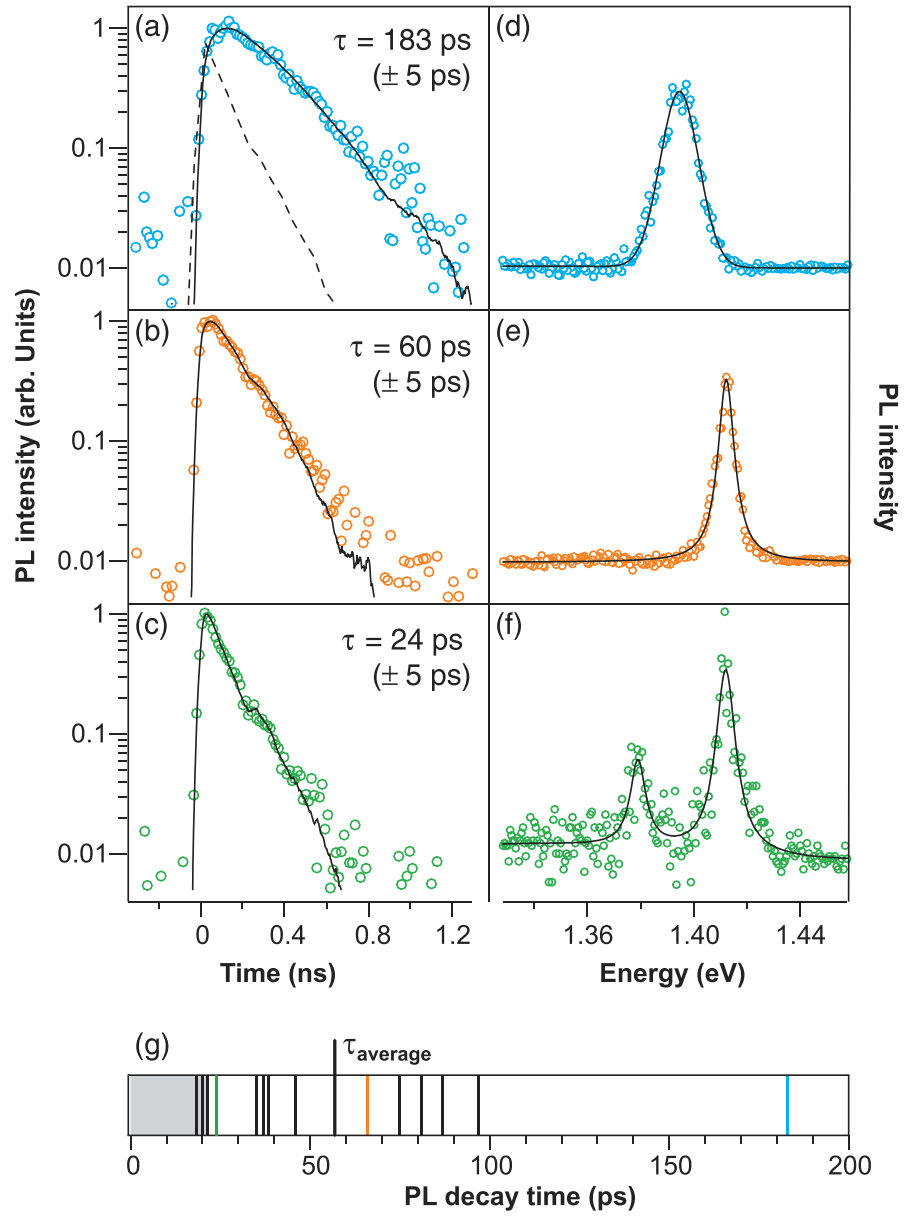 (a)
τ = 183 ps
(± 5 ps)
1
0.1
0.01
(d)
(b)
τ = 60 ps
(± 5 ps)
1
0.1
0.01
(e)
(c)
τ = 24 ps
(± 5 ps)
1
0.1
0.01
(f)
PL intensity (arb. Units)
PL intensity
0 0.4 0.8 1.2
Time (ns)
1.36 1.40 1.44
Energy (eV)
(g)
τaverage
0 50 100 150 200
PL decay time (ps)